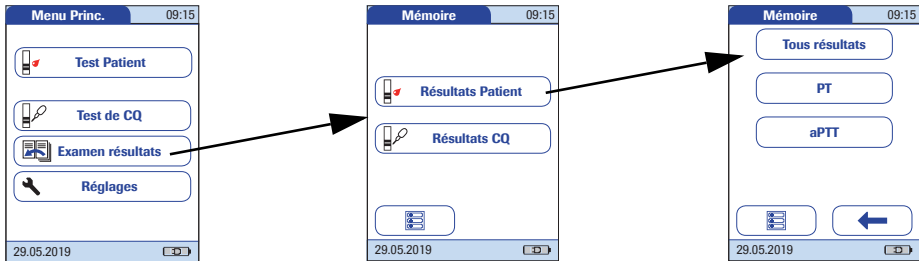 Menu Princ. 09:15
Test Patient
Test de CQ
Examen résultats
Réglages
29.05.2019
Mémoire 09:15
Résultats Patient
Résultats CQ
29.05.2019
Mémoire 09:15
Tous résultats
PT
aPTT
29.05.2019